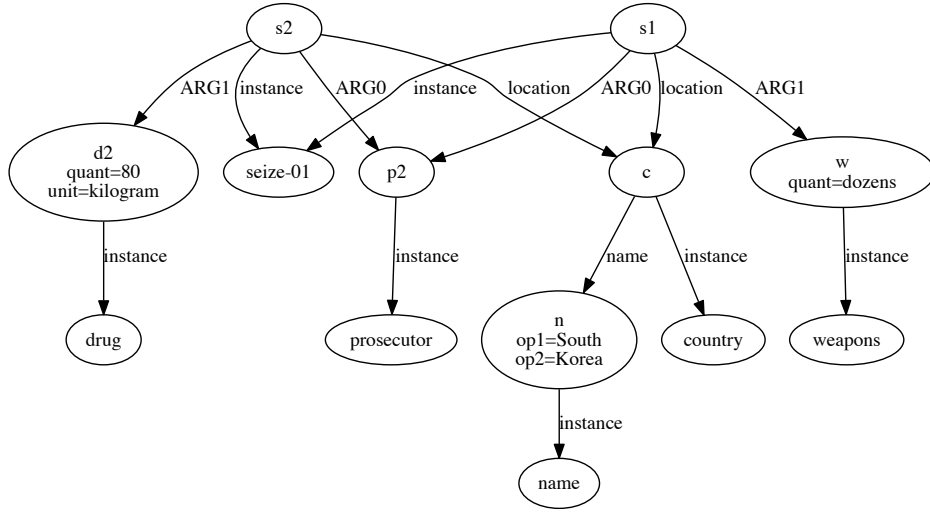 s2
s1
ARG1
instance
ARG0
location
instance
ARG0
location
ARG1
d2
quant=80
unit=kilogram
seize-01
p2
c
w
quant=dozens
instance
instance
name
instance
instance
drug
prosecutor
n
op1=South
op2=Korea
country
weapons
instance
name